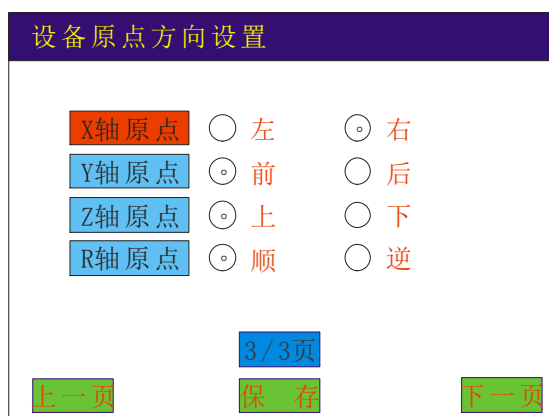 设备原点方向设置
X轴原点 左 右
Y轴原点 前 后
Z轴原点 上 下
R轴原点 顺 逆
3/3页
上一页 保 存 下一页